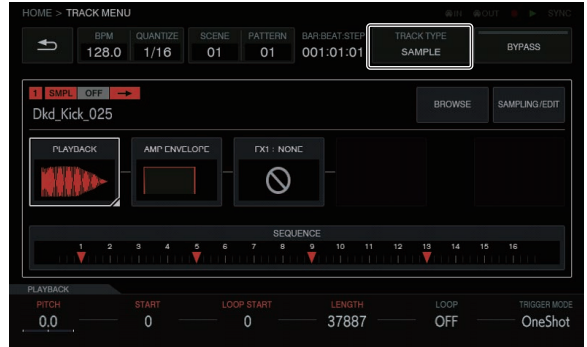 HOME > TRACK MENU
IN OUT SYNC
BPM QUANTIZE SCENE PATTERN BAR:BEAT:STEP TRACK TYPE
128.0 1/16 01 01 001:01:01 SAMPLE BYPASS
1 SMPL OFF
Dkd_Kick_025
BROWSE SAMPLING/EDIT
PLAYBACK AMP ENVELOPE FX1 : NONE
SEQUENCE
1 2 3 4 5 6 7 8 9 10 11 12 13 14 15 16
PLAYBACK
PITCH START LOOP START LENGTH LOOP TRIGGER MODE
0.0 0 0 37887 OFF OneShot